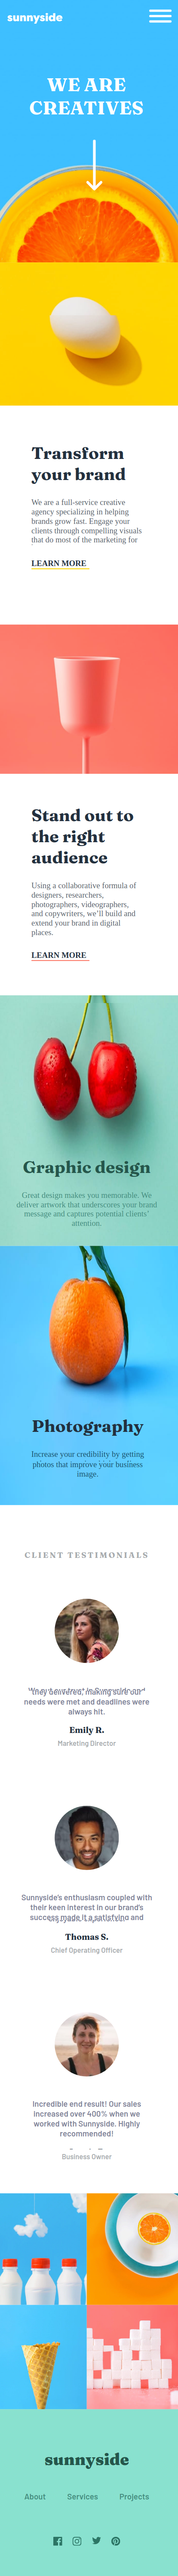 sunnyside
WE ARE
CREATIVES
Transform
your brand
We are a full-service creative
agency specializing in helping
brands grow fast. Engage your
clients through compelling visuals
that do most of the marketing for
LEARN MORE
Stand out to
the right
audience
Using a collaborative formula of
designers, researchers,
photographers, videographers,
and copywriters, we’ll build and
extend your brand in digital
places.
LEARN MORE
Graphic design
Great design makes you memorable. We
deliver artwork that underscores your brand
message and captures potential clients’
attention.
Photography
Increase your credibility by getting
photos that improve your business
image.
CLIENT TESTIMONIALS
they delivered, making sure our
needs were met and deadlines were
always hit.
Emily R.
Marketing Director
Sunnyside’s enthusiasm coupled with
their keen interest in our brand’s
success made it a satisfying and
Thomas S.
Chief Operating Officer
Incredible end result! Our sales
increased over 400% when we
worked with Sunnyside. Highly
recommended!
Business Owner
sunnyside
About Services Projects